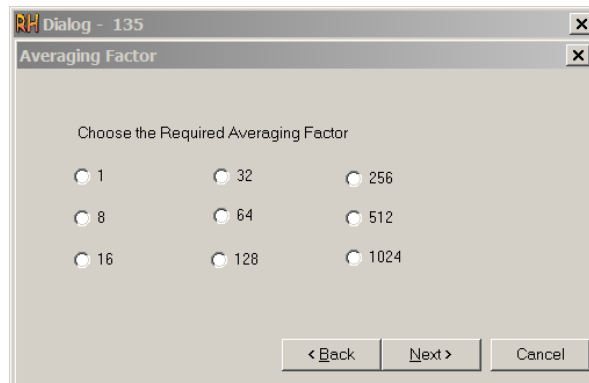 RH Dialog - 135
Averaging Factor
Choose the Required Averaging Factor
1 32 256
8 64 512
16 128 1024
< Back Next > Cancel